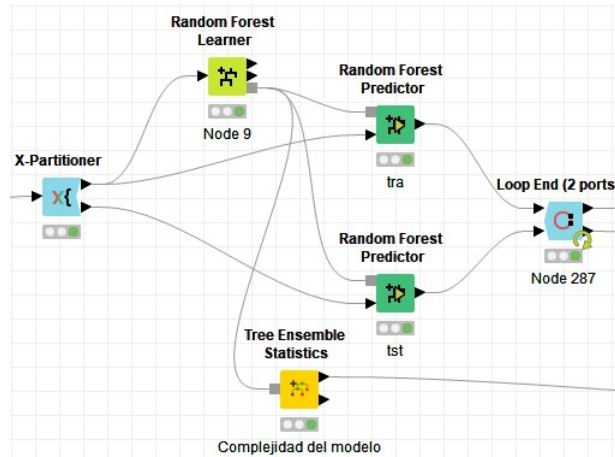 Random Forest
Learner
Node 9
Random Forest
Predictor
tra
X-Partitioner
X{
Loop End (2 ports
Node 287
Random Forest
Predictor
tst
Tree Ensemble
Statistics
Complejidad del modelo